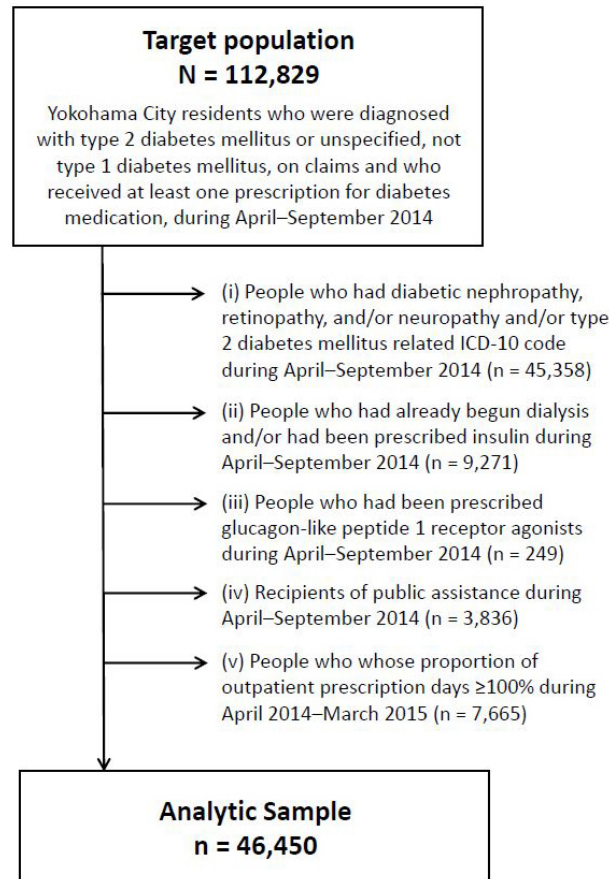 Target population
N = 112,829
Yokohama City residents who were diagnosed
with type 2 diabetes mellitus or unspecified, not
type 1 diabetes mellitus, on claims and who
received at least one prescription for diabetes
medication, during April–September 2014
(i) People who had diabetic nephropathy,
retinopathy, and/or neuropathy and/or type
2 diabetes mellitus related ICD-10 code
during April–September 2014 (n = 45,358)
(ii) People who had already begun dialysis
and/or had been prescribed insulin during
April–September 2014 (n = 9,271)
(iii) People who had been prescribed
glucagon-like peptide 1 receptor agonists
during April–September 2014 (n = 249)
(iv) Recipients of public assistance during
April–September 2014 (n = 3,836)
(v) People who whose proportion of
outpatient prescription days ≥100% during
April 2014–March 2015 (n = 7,665)
Analytic Sample
n = 46,450